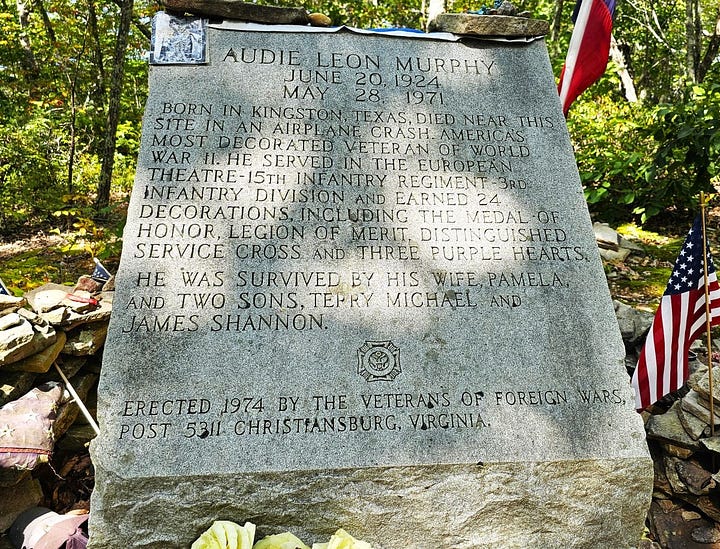 AUDIE LEON MURPHY
JUNE 20, 1924
MAY 28, 1971
BORN IN KINGSTON, TEXAS, DIED NEAR THIS
SITE IN AN AIRPLANE CRASH. AMERICA'S
MOST DECORATED VETERAN OF WORLD
WAR II. HE SERVED IN THE EUROPEAN
THEATRE-15TH INFANTRY REGIMENT-3RD
INFANTRY DIVISION AND EARNED 24
DECORATIONS, INCLUDING THE MEDAL OF
HONOR, LEGION OF MERIT, DISTINGUISHED
SERVICE CROSS AND THREE PURPLE HEARTS.
HE WAS SURVIVED BY HIS WIFE, PAMELA,
AND TWO SONS, TERRY MICHAEL AND
JAMES SHANNON.
ERECTED 1974 BY THE VETERANS OF FOREIGN WARS,
POST 5311 CHRISTIANSBURG, VIRGINIA.